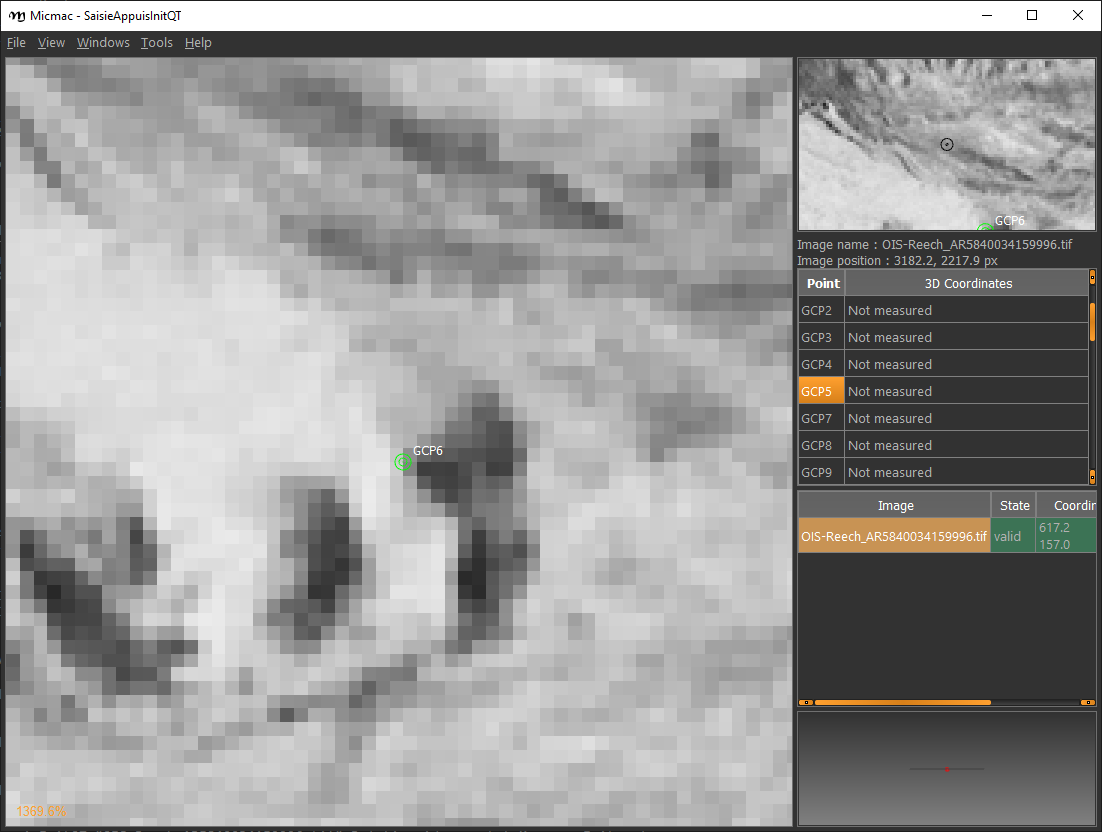 Micmac - SaisieAppuisInitQT
File View Windows Tools Help
GCP6
1369.6%
GCP6
Image name : OIS-Reech_AR5840034159996.tif
Image position : 3182.2, 2217.9 px
Point 3D Coordinates
GCP2 Not measured
GCP3 Not measured
GCP4 Not measured
GCP5 Not measured
GCP7 Not measured
GCP8 Not measured
GCP9 Not measured
Image State Coordin
OIS-Reech_AR5840034159996.tif valid 617.2
157.0